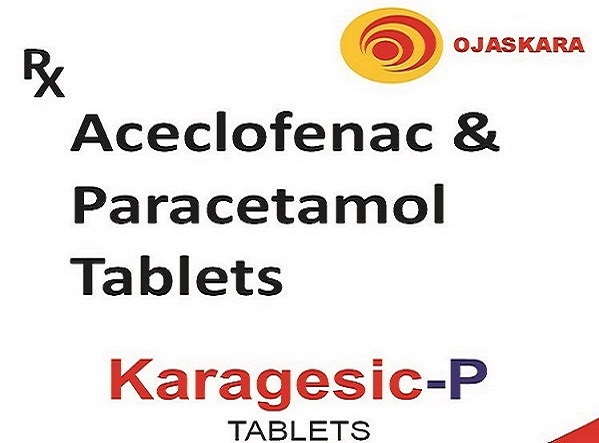 OJASKARA
Rx
Aceclofenac &
Paracetamol
Tablets
Karagesic-P
TABLETS